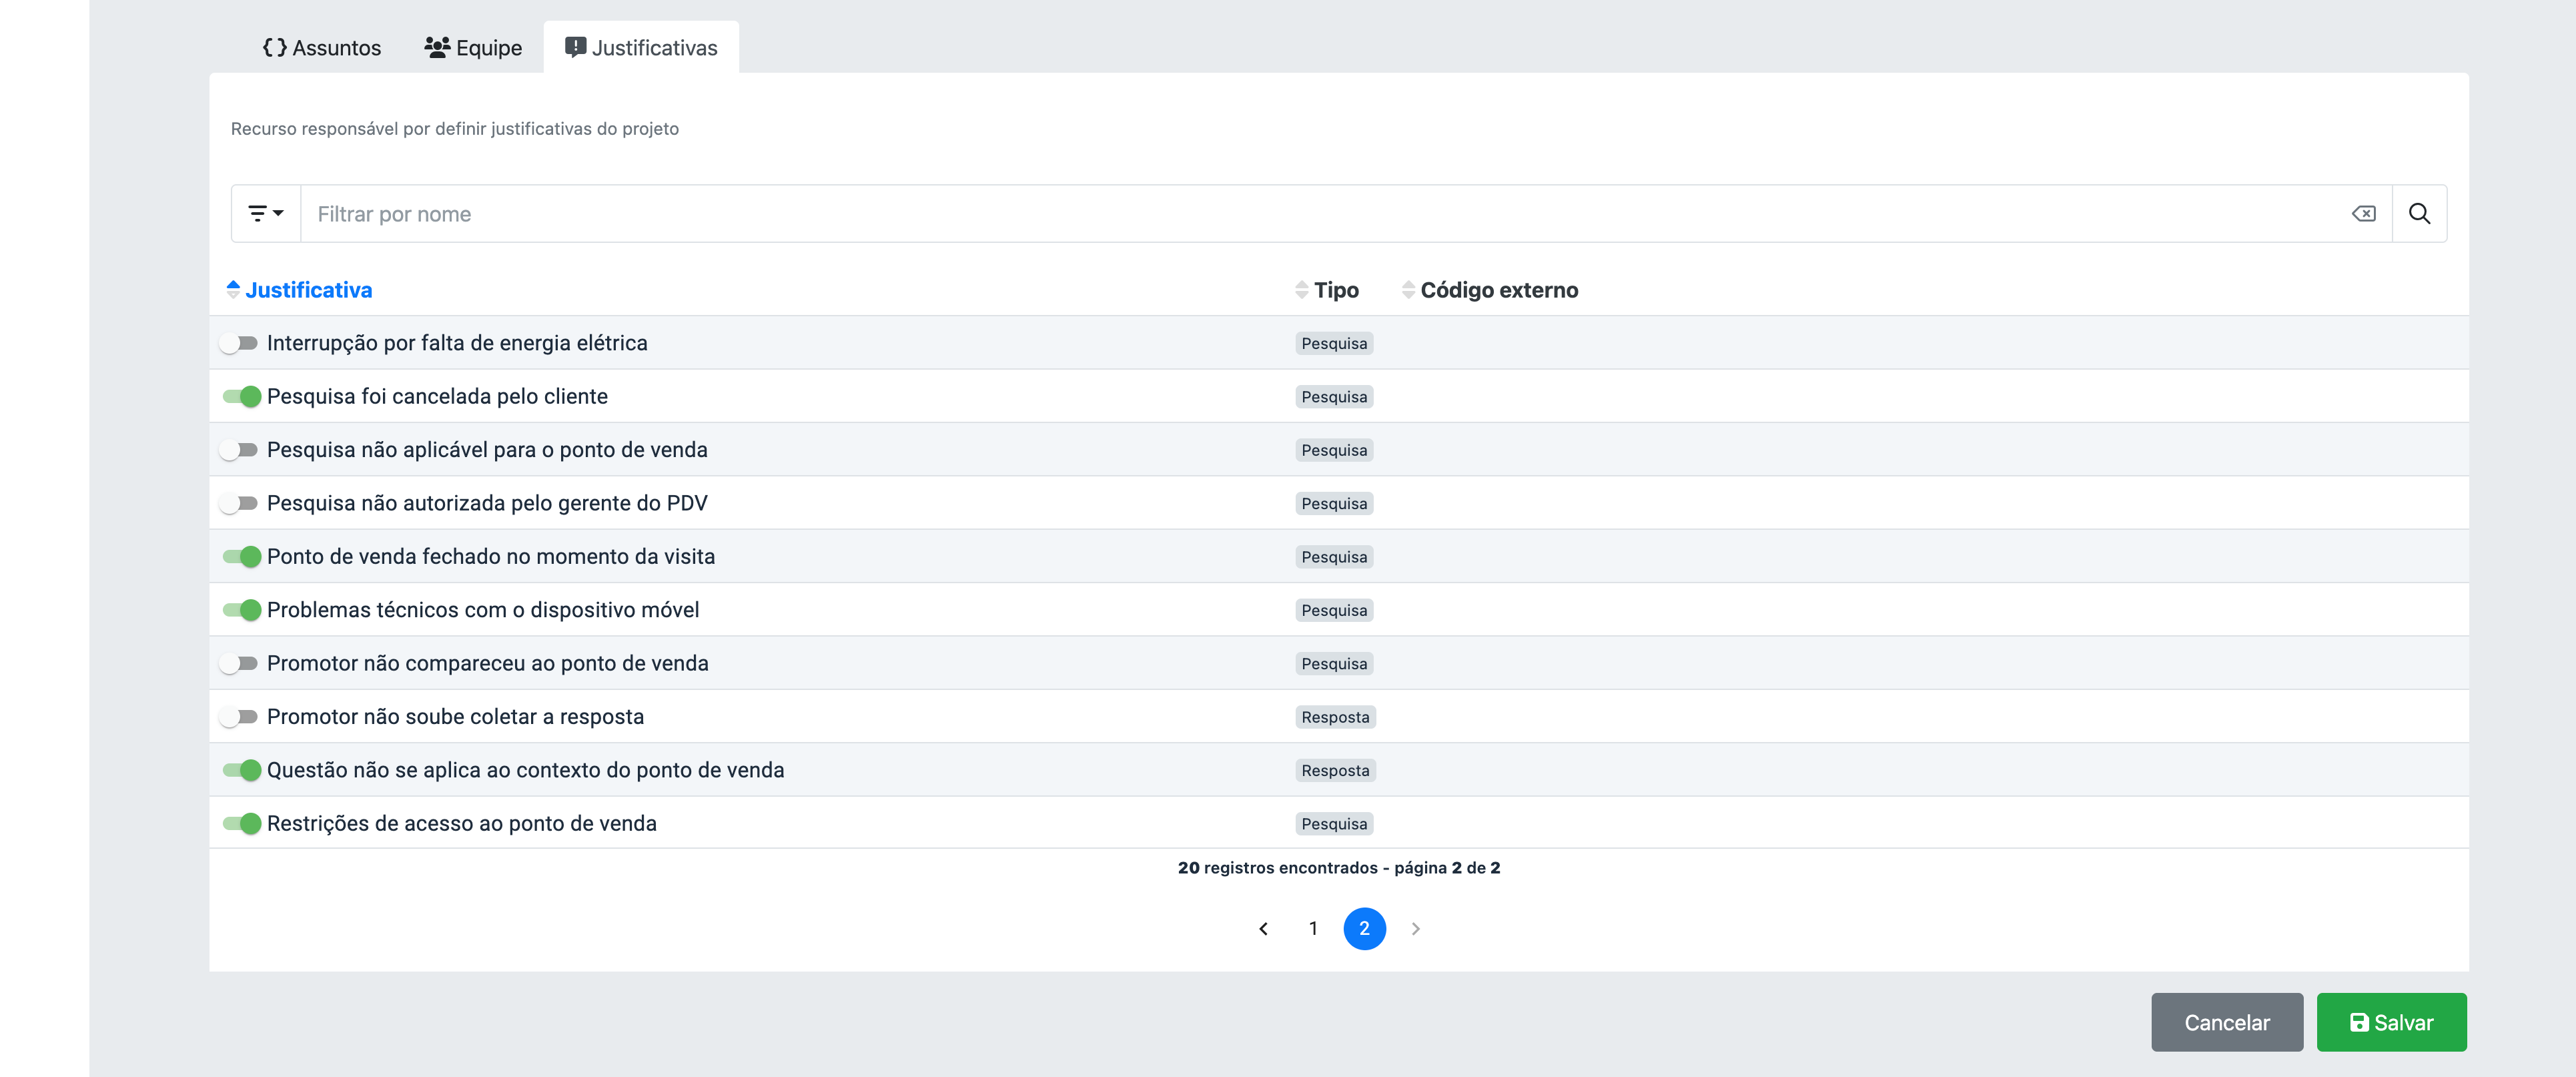 Assuntos Equipe Justificativas
Recurso responsável por definir justificativas do projeto
Filtrar por nome
Justificativa Tipo Código externo
Interrupção por falta de energia elétrica Pesquisa
Pesquisa foi cancelada pelo cliente Pesquisa
Pesquisa não aplicável para o ponto de venda Pesquisa
Pesquisa não autorizada pelo gerente do PDV Pesquisa
Ponto de venda fechado no momento da visita Pesquisa
Problemas técnicos com o dispositivo móvel Pesquisa
Promotor não compareceu ao ponto de venda Pesquisa
Promotor não soube coletar a resposta Resposta
Questão não se aplica ao contexto do ponto de venda Resposta
Restrições de acesso ao ponto de venda Pesquisa
20 registros encontrados - página 2 de 2
1 2
Cancelar Salvar